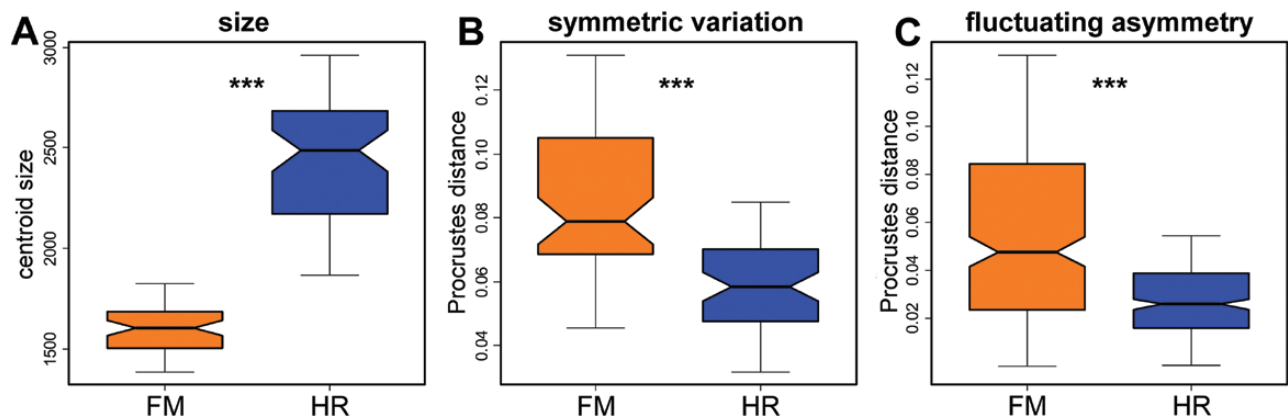 A size
centroid size
3000
2500
2000
1500
***
FM HR
B symmetric variation
Procrustes distance
0.12
0.10
0.08
0.06
0.04
***
FM HR
C fluctuating asymmetry
Procrustes distance
0.12
0.10
0.08
0.06
0.04
0.02
***
FM HR